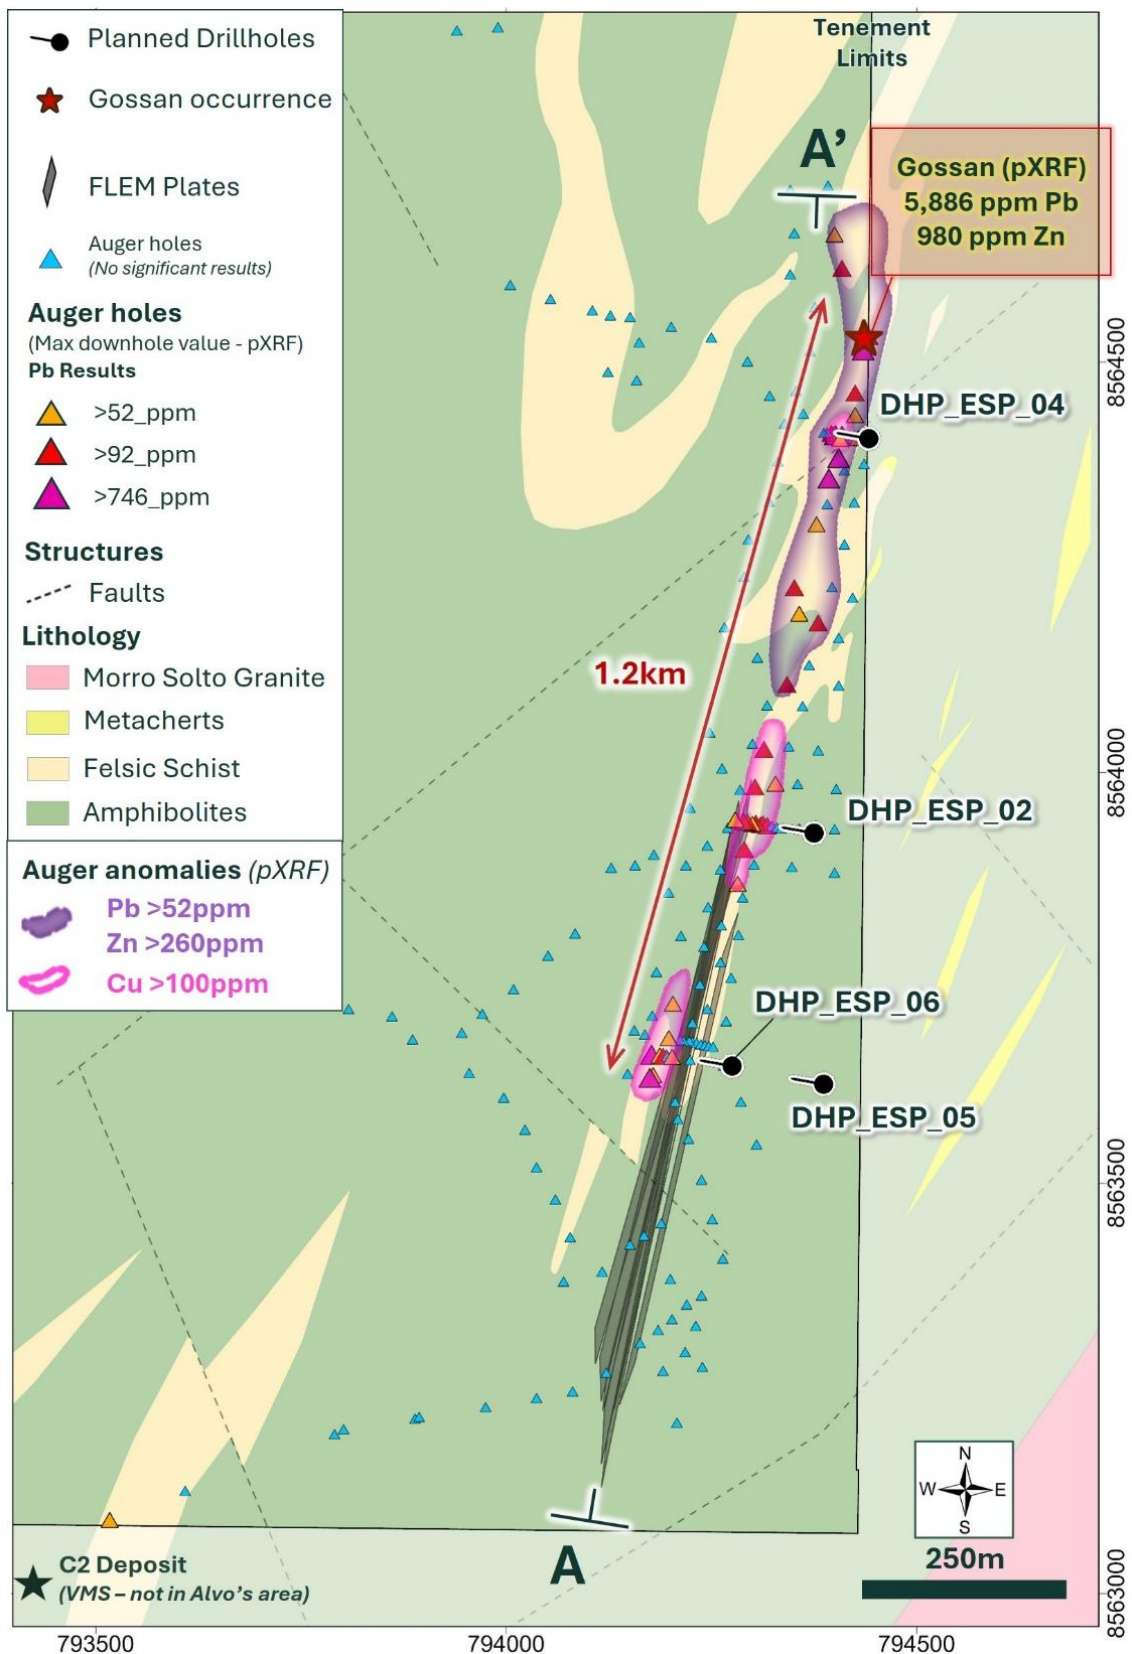 Planned Drillholes
Gossan occurrence
FLEM Plates
Auger holes
(No significant results)
Auger holes
(Max downhole value - pXRF)
Pb Results
>52_ppm
>92_ppm
>746_ppm
Structures
Faults
Lithology
Morro Solto Granite
Metacherts
Felsic Schist
Amphibolites
Auger anomalies (pXRF)
Pb >52ppm
Zn >260ppm
Cu >100ppm
Tenement
Limits
A’
Gossan (pXRF)
5,886 ppm Pb
980 ppm Zn
DHP_ESP_04
1.2km
DHP_ESP_02
DHP_ESP_06
DHP_ESP_05
A
C2 Deposit
(VMS – not in Alvo’s area)
N
W E
S
250m
8564500
8564000
8563500
8563000
793500
794000
794500